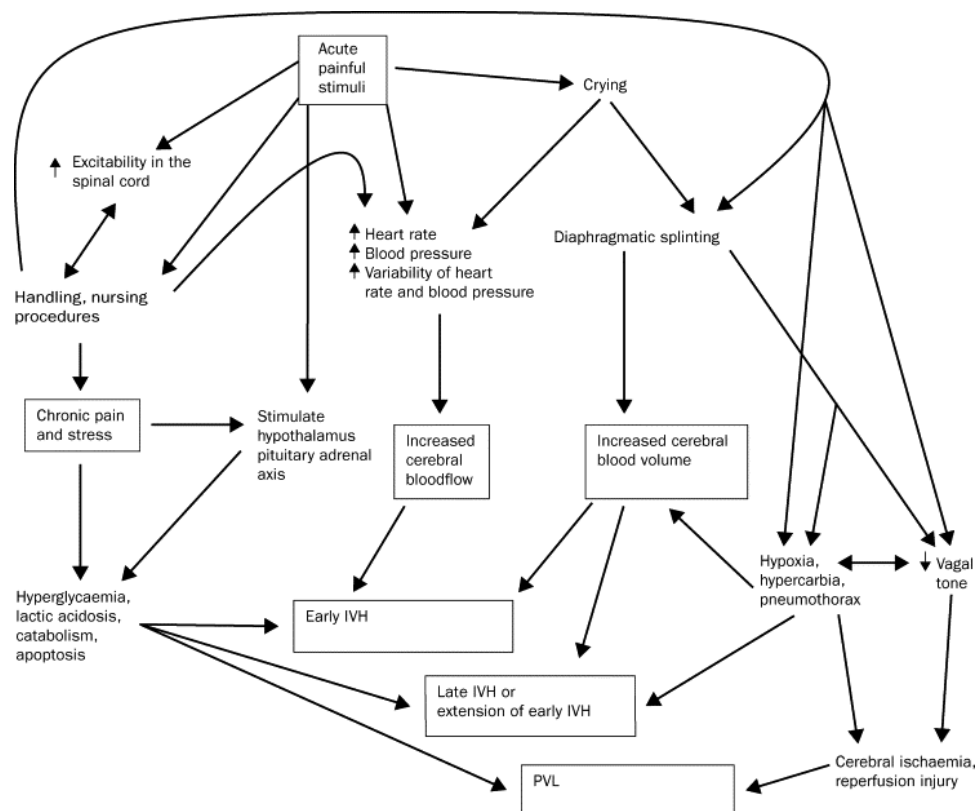 Acute
painful
stimuli
Crying
Excitability in the
spinal cord
Heart rate
Blood pressure
Variability of heart
rate and blood pressure
Diaphragmatic splinting
Handling, nursing
procedures
Chronic pain
and stress
Stimulate
hypothalamus
pituitary adrenal
axis
Increased
cerebral
bloodflow
Increased cerebral
blood volume
Hypoxia,
hypercarbia,
pneumothorax
Vagal
tone
Hyperglycaemia,
lactic acidosis,
catabolism,
apoptosis
Early IVH
Late IVH or
extension of early IVH
Cerebral ischaemia,
reperfusion injury
PVL